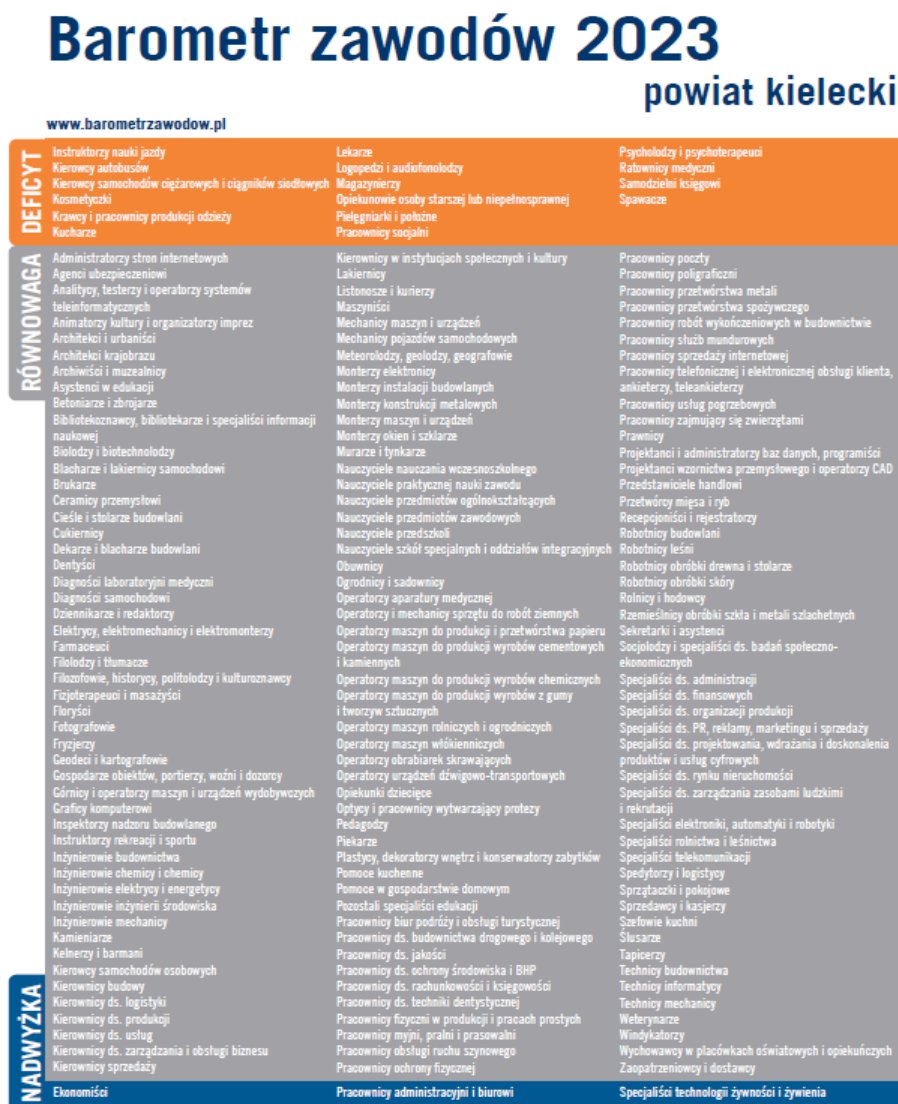 Barometr zawodów 2023
powiat kielecki
www.barometrzawodow.pl
DEFICYT
Instruktorzy nauki jazdy
Kierowcy autobusów
Kierowcy samochodów ciężarowych i ciągników siodłowych
Kosmetyczki
Krawcy i pracownicy produkcji odzieży
Kucharze
Lekarze
Logopedzi i audiofonolodzy
Magazynierzy
Opiekunowie osoby starszej lub niepełnosprawnej
Pielęgniarki i położne
Pracownicy socjalni
Psycholodzy i psychoterapeuci
Ratownicy medyczni
Samodzielni księgowi
Spawacze
RÓWNOWAGA
Administratorzy stron internetowych
Agenci ubezpieczeniowi
Analitycy, testerzy i operatorzy systemów
teleinformatycznych
Animatorzy kultury i organizatorzy imprez
Architekci i urbaniści
Architekci krajobrazu
Archiwiści i muzealnicy
Asystenci w edukacji
Betoniarze i zbrojarze
Bibliotekoznawcy, bibliotekarze i specjaliści informacji
naukowej
Biolodzy i biotechnolodzy
Blacharze i lakiernicy samochodowi
Brukarze
Ceramicy przemysłowi
Cieśle i stolarze budowlani
Cukiernicy
Dekarze i blacharze budowlani
Dentyści
Diagności laboratoryjni medyczni
Diagności samochodowi
Dziennikarze i redaktorzy
Elektrycy, elektromechanicy i elektromonterzy
Farmaceuci
Filolodzy i tłumacze
Filozofowie, historycy, politolodzy i kulturoznawcy
Fizjoterapeuci i masażyści
Floryści
Fotografowie
Fryzjerzy
Geodeci i kartografowie
Gospodarze obiektów, portierzy, woźni i dozorcy
Górnicy i operatorzy maszyn i urządzeń wydobywczych
Graficy komputerowi
Inspektorzy nadzoru budowlanego
Instruktorzy rekreacji i sportu
Inżynierowie budownictwa
Inżynierowie chemicy i chemicy
Inżynierowie elektrycy i energetycy
Inżynierowie inżynierii środowiska
Inżynierowie mechanicy
Kamieniarze
Kelnerzy i barmani
Kierowcy samochodów osobowych
Kierownicy budowy
Kierownicy ds. logistyki
Kierownicy ds. produkcji
Kierownicy ds. usług
Kierownicy ds. zarządzania i obsługi biznesu
Kierownicy sprzedaży
Kierownicy w instytucjach społecznych i kultury
Lakiernicy
Listonosze i kurierzy
Maszyniści
Mechanicy maszyn i urządzeń
Mechanicy pojazdów samochodowych
Meteorolodzy, geolodzy, geografowie
Monterzy elektronicy
Monterzy instalacji budowlanych
Monterzy konstrukcji metalowych
Monterzy maszyn i urządzeń
Monterzy okien i szklarze
Murarze i tynkarze
Nauczyciele nauczania wczesnoszkolnego
Nauczyciele praktycznej nauki zawodu
Nauczyciele przedmiotów ogólnokształcących
Nauczyciele przedmiotów zawodowych
Nauczyciele przedszkoli
Nauczyciele szkół specjalnych i oddziałów integracyjnych
Obuwnicy
Ogrodnicy i sadownicy
Operatorzy aparatury medycznej
Operatorzy i mechanicy sprzętu do robót ziemnych
Operatorzy maszyn do produkcji i przetwórstwa papieru
Operatorzy maszyn do produkcji wyrobów cementowych
i kamiennych
Operatorzy maszyn do produkcji wyrobów chemicznych
Operatorzy maszyn do produkcji wyrobów z gumy
i tworzyw sztucznych
Operatorzy maszyn rolniczych i ogrodniczych
Operatorzy maszyn włókienniczych
Operatorzy obrabiarek skrawających
Operatorzy urządzeń dźwigowo-transportowych
Opiekunki dziecięce
Optycy i pracownicy wytwarzający protezy
Pedagodzy
Piekarze
Plastycy, dekoratorzy wnętrz i konserwatorzy zabytków
Pomoce kuchenne
Pomoce w gospodarstwie domowym
Pozostali specjaliści edukacji
Pracownicy biur podróży i obsługi turystycznej
Pracownicy ds. budownictwa drogowego i kolejowego
Pracownicy ds. jakości
Pracownicy ds. ochrony środowiska i BHP
Pracownicy ds. rachunkowości i księgowości
Pracownicy ds. techniki dentystycznej
Pracownicy fizyczni w produkcji i pracach prostych
Pracownicy myjni, pralni i prasowalni
Pracownicy obsługi ruchu szynowego
Pracownicy ochrony fizycznej
Pracownicy poczty
Pracownicy poligraficzni
Pracownicy przetwórstwa metali
Pracownicy przetwórstwa spożywczego
Pracownicy robót wykończeniowych w budownictwie
Pracownicy służb mundurowych
Pracownicy sprzedaży internetowej
Pracownicy telefonicznej i elektronicznej obsługi klienta,
ankieterzy, teleankieterzy
Pracownicy usług pogrzebowych
Pracownicy zajmujący się zwierzętami
Prawnicy
Projektanci i administratorzy baz danych, programiści
Projektanci wzornictwa przemysłowego i operatorzy CAD
Przedstawiciele handlowi
Przetwórcy mięsa i ryb
Recepcjoniści i rejestratorzy
Robotnicy budowlani
Robotnicy leśni
Robotnicy obróbki drewna i stolarze
Robotnicy obróbki skóry
Rolnicy i hodowcy
Rzemieślnicy obróbki szkła i metali szlachetnych
Sekretarki i asystenci
Socjolodzy i specjaliści ds. badań społeczno-
ekonomicznych
Specjaliści ds. administracji
Specjaliści ds. finansowych
Specjaliści ds. organizacji produkcji
Specjaliści ds. PR, reklamy, marketingu i sprzedaży
Specjaliści ds. projektowania, wdrażania i doskonalenia
produktów i usług cyfrowych
Specjaliści ds. rynku nieruchomości
Specjaliści ds. zarządzania zasobami ludzkimi
i rekrutacji
Specjaliści elektroniki, automatyki i robotyki
Specjaliści rolnictwa i leśnictwa
Specjaliści telekomunikacji
Spedytorzy i logistycy
Sprzątaczki i pokojowe
Sprzedawcy i kasjerzy
Szefowie kuchni
Ślusarze
Tapicerzy
Technicy budownictwa
Technicy informatycy
Technicy mechanicy
Weterynarze
Windykatorzy
Wychowawcy w placówkach oświatowych i opiekuńczych
Zaopatrzeniowcy i dostawcy
NADWYŻKA
Ekonomiści
Pracownicy administracyjni i biurowi
Specjaliści technologii żywności i żywienia